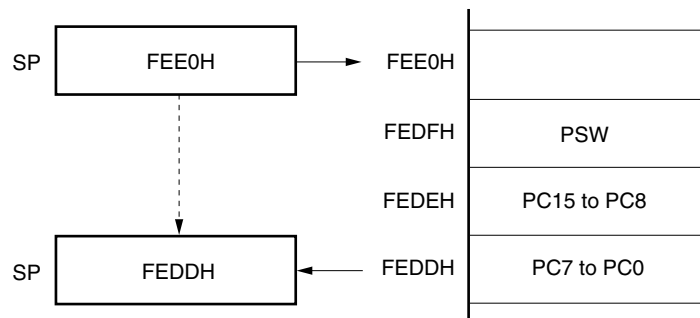 SP FEE0H FEE0H
FEDFH PSW
FEDEH PC15 to PC8
SP FEDDH FEDDH PC7 to PC0